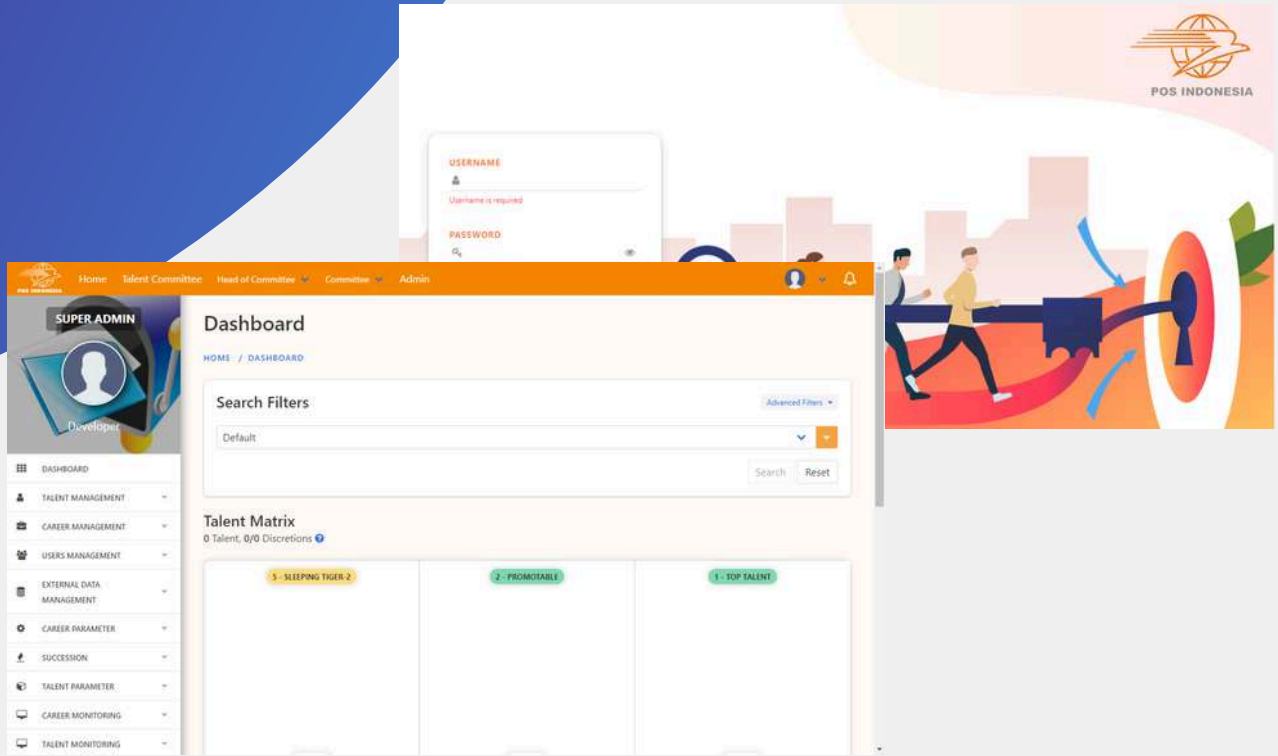 POS INDONESIA
USERNAME
Username is required
PASSWORD
POS INDONESIA
Home Talent Committee Head of Committee Committee Admin
SUPER ADMIN
Developer
DASHBOARD
TALENT MANAGEMENT
CAREER MANAGEMENT
USERS MANAGEMENT
EXTERNAL DATA
MANAGEMENT
CAREER PARAMETER
SUCCESSION
TALENT PARAMETER
CAREER MONITORING
TALENT MONITORING
Dashboard
HOME / DASHBOARD
Search Filters
Advanced Filters
Default
Search Reset
Talent Matrix
0 Talent, 0/0 Discretions
5 - SLEEPING TIGER-2
2 - PROMOTABLE
1 - TOP TALENT